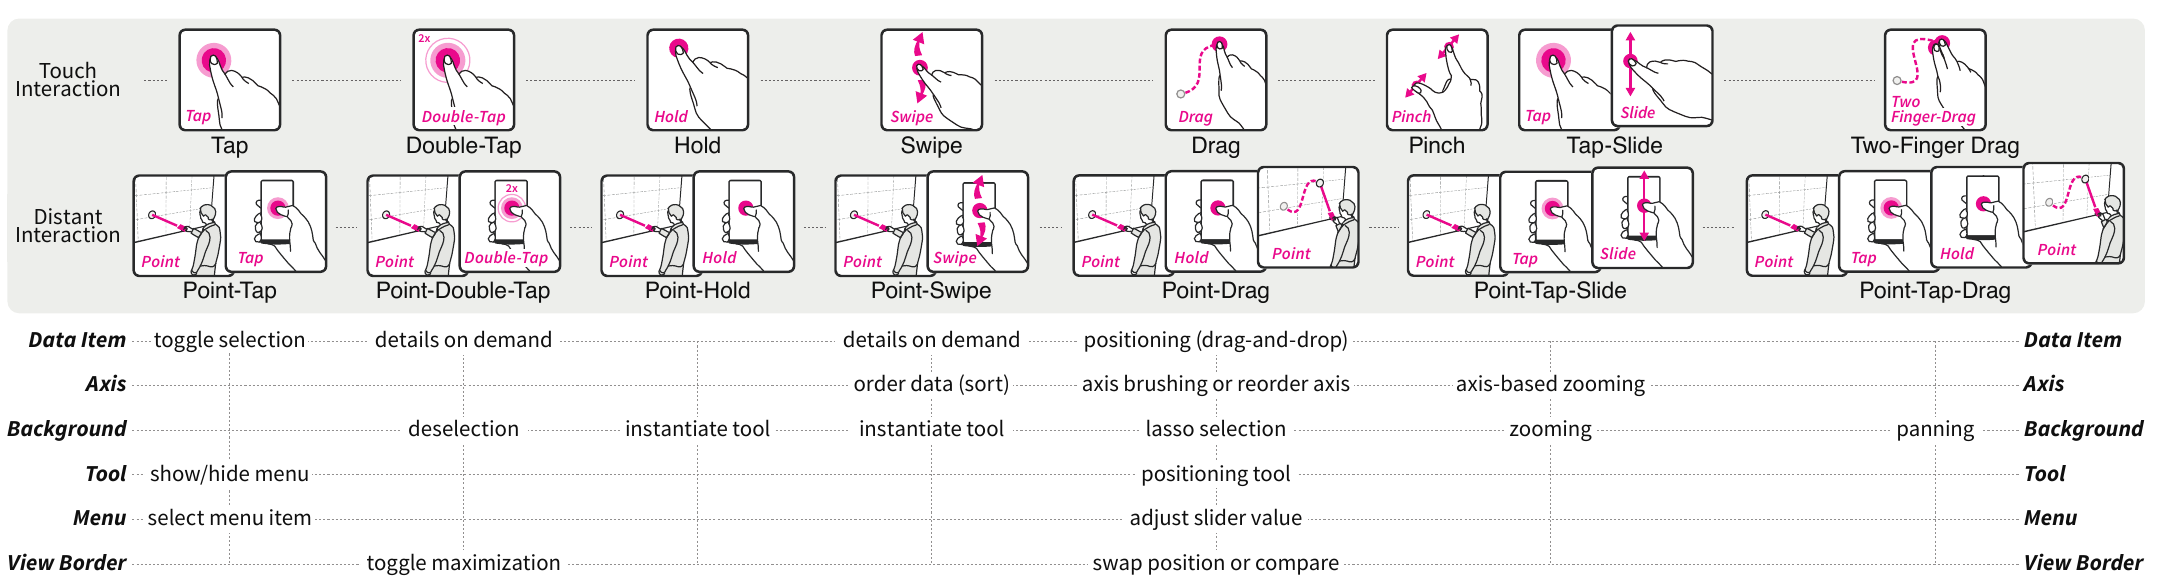 Touch
Interaction
Tap
2x
Double-Tap
Hold
Swipe
Drag
Pinch
Tap
Slide
Two
Finger-Drag
Tap
Double-Tap
Hold
Swipe
Drag
Pinch
Tap-Slide
Two-Finger Drag
Distant
Interaction
Point
Tap
Point
2x
Double-Tap
Point
Hold
Point
Swipe
Point
Hold
Point
Point
Tap
Slide
Point
Tap
Hold
Point
Point-Tap
Point-Double-Tap
Point-Hold
Point-Swipe
Point-Drag
Point-Tap-Slide
Point-Tap-Drag
Data Item toggle selection details on demand details on demand positioning (drag-and-drop) Data Item
Axis order data (sort) axis brushing or reorder axis axis-based zooming Axis
Background deselection instantiate tool instantiate tool lasso selection zooming panning Background
Tool show/hide menu positioning tool Tool
Menu select menu item adjust slider value Menu
View Border toggle maximization swap position or compare View Border